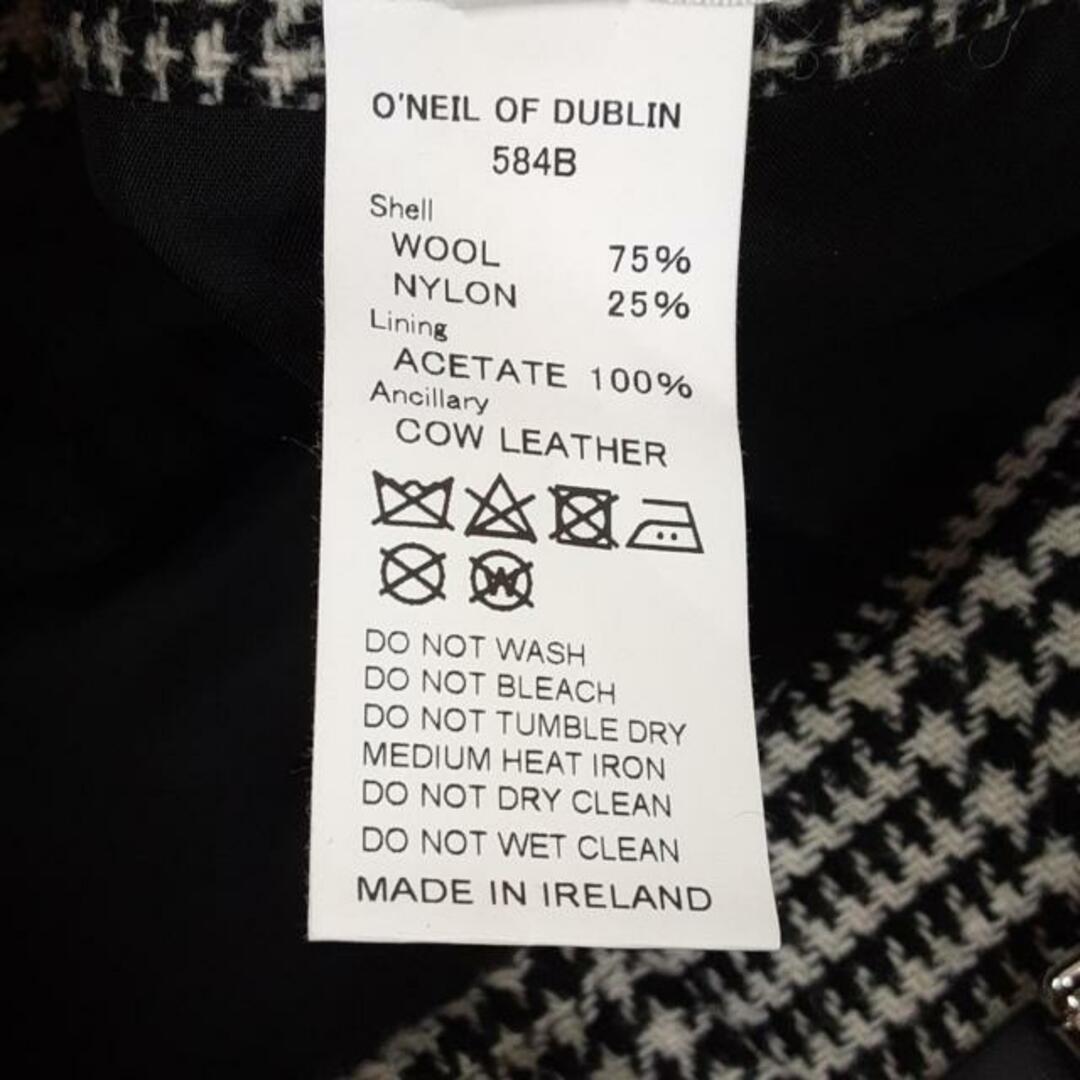 O'NEIL OF DUBLIN
584B
Shell
WOOL 75%
NYLON 25%
Lining
ACETATE 100%
Ancillary
COW LEATHER
W
DO NOT WASH
DO NOT BLEACH
DO NOT TUMBLE DRY
MEDIUM HEAT IRON
DO NOT DRY CLEAN
DO NOT WET CLEAN
MADE IN IRELAND